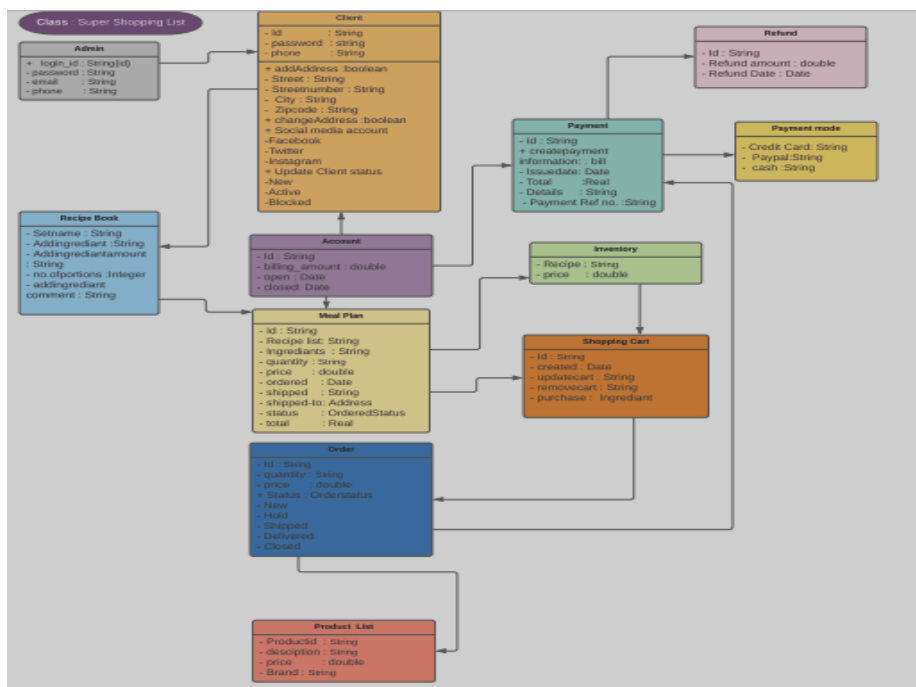 Class : Super Shopping List
Admin
+ login_id : String{id}
- password : String
- email : String
- phone : String
Client
- Id : String
- password : string
- phone : String
+ addAddress :boolean
- Street : String
- Streetnumber : String
- City : String
- Zipcode : String
+ changeAddress :boolean
+ Social media account
-Facebook
-Twitter
-Instagram
+ Update Client status
-New
-Active
-Blocked
Refund
- Id : String
- Refund amount : double
- Refund Date : Date
Payment
- Id : String
+ createpayment
information: : bill
- Issuedate: Date
- Total :Real
- Details : String
- Payment Ref no. :String
Payment mode
- Credit Card: String
- Paypal:String
- cash :String
Recipe Book
- Setname : String
- Addingrediant :String
- Addingrediantamount
: String
- no.ofportions :Integer
- addingrediant
comment : String
Account
- Id : String
- billing_amount : double
- open : Date
- closed: Date
Inventory
- Recipe : String
- price : double
Meal Plan
- Id : String
- Recipe list: String
- Ingrediants : String
- quantity : String
- price : double
- ordered : Date
- shipped : String
- shipped-to: Address
- status : OrderedStatus
- total : Real
Shopping Cart
- Id : String
- created : Date
- updatecart : String
- removecart : String
- purchase : Ingrediant
Order
- Id : String
- quantity : String
- price : double
+ Status : Orderstatus
- New
- Hold
- Shipped
- Delivered
- Closed
Product List
- Productid : String
- desciption : String
- price : double
- Brand : String